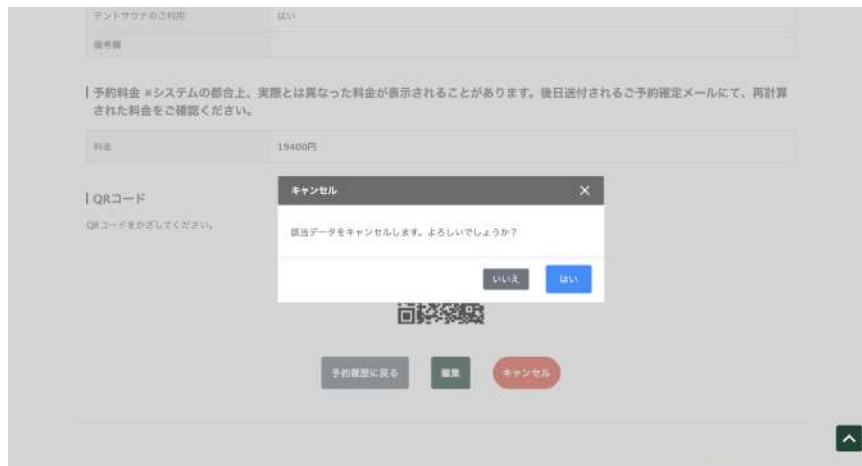 テントサウナのご利用 はい
備考欄
予約料金 ※システムの都合上、実際とは異なった料金が表示されることがあります。後日送付されるご予約確定メールにて、再計算された料金をご確認ください。
料金 19400円
QRコード
QRコードをかざしてください。
キャンセル ×
該当データをキャンセルします。よろしいでしょうか？
いいえ はい
予約履歴に戻る 編集 キャンセル